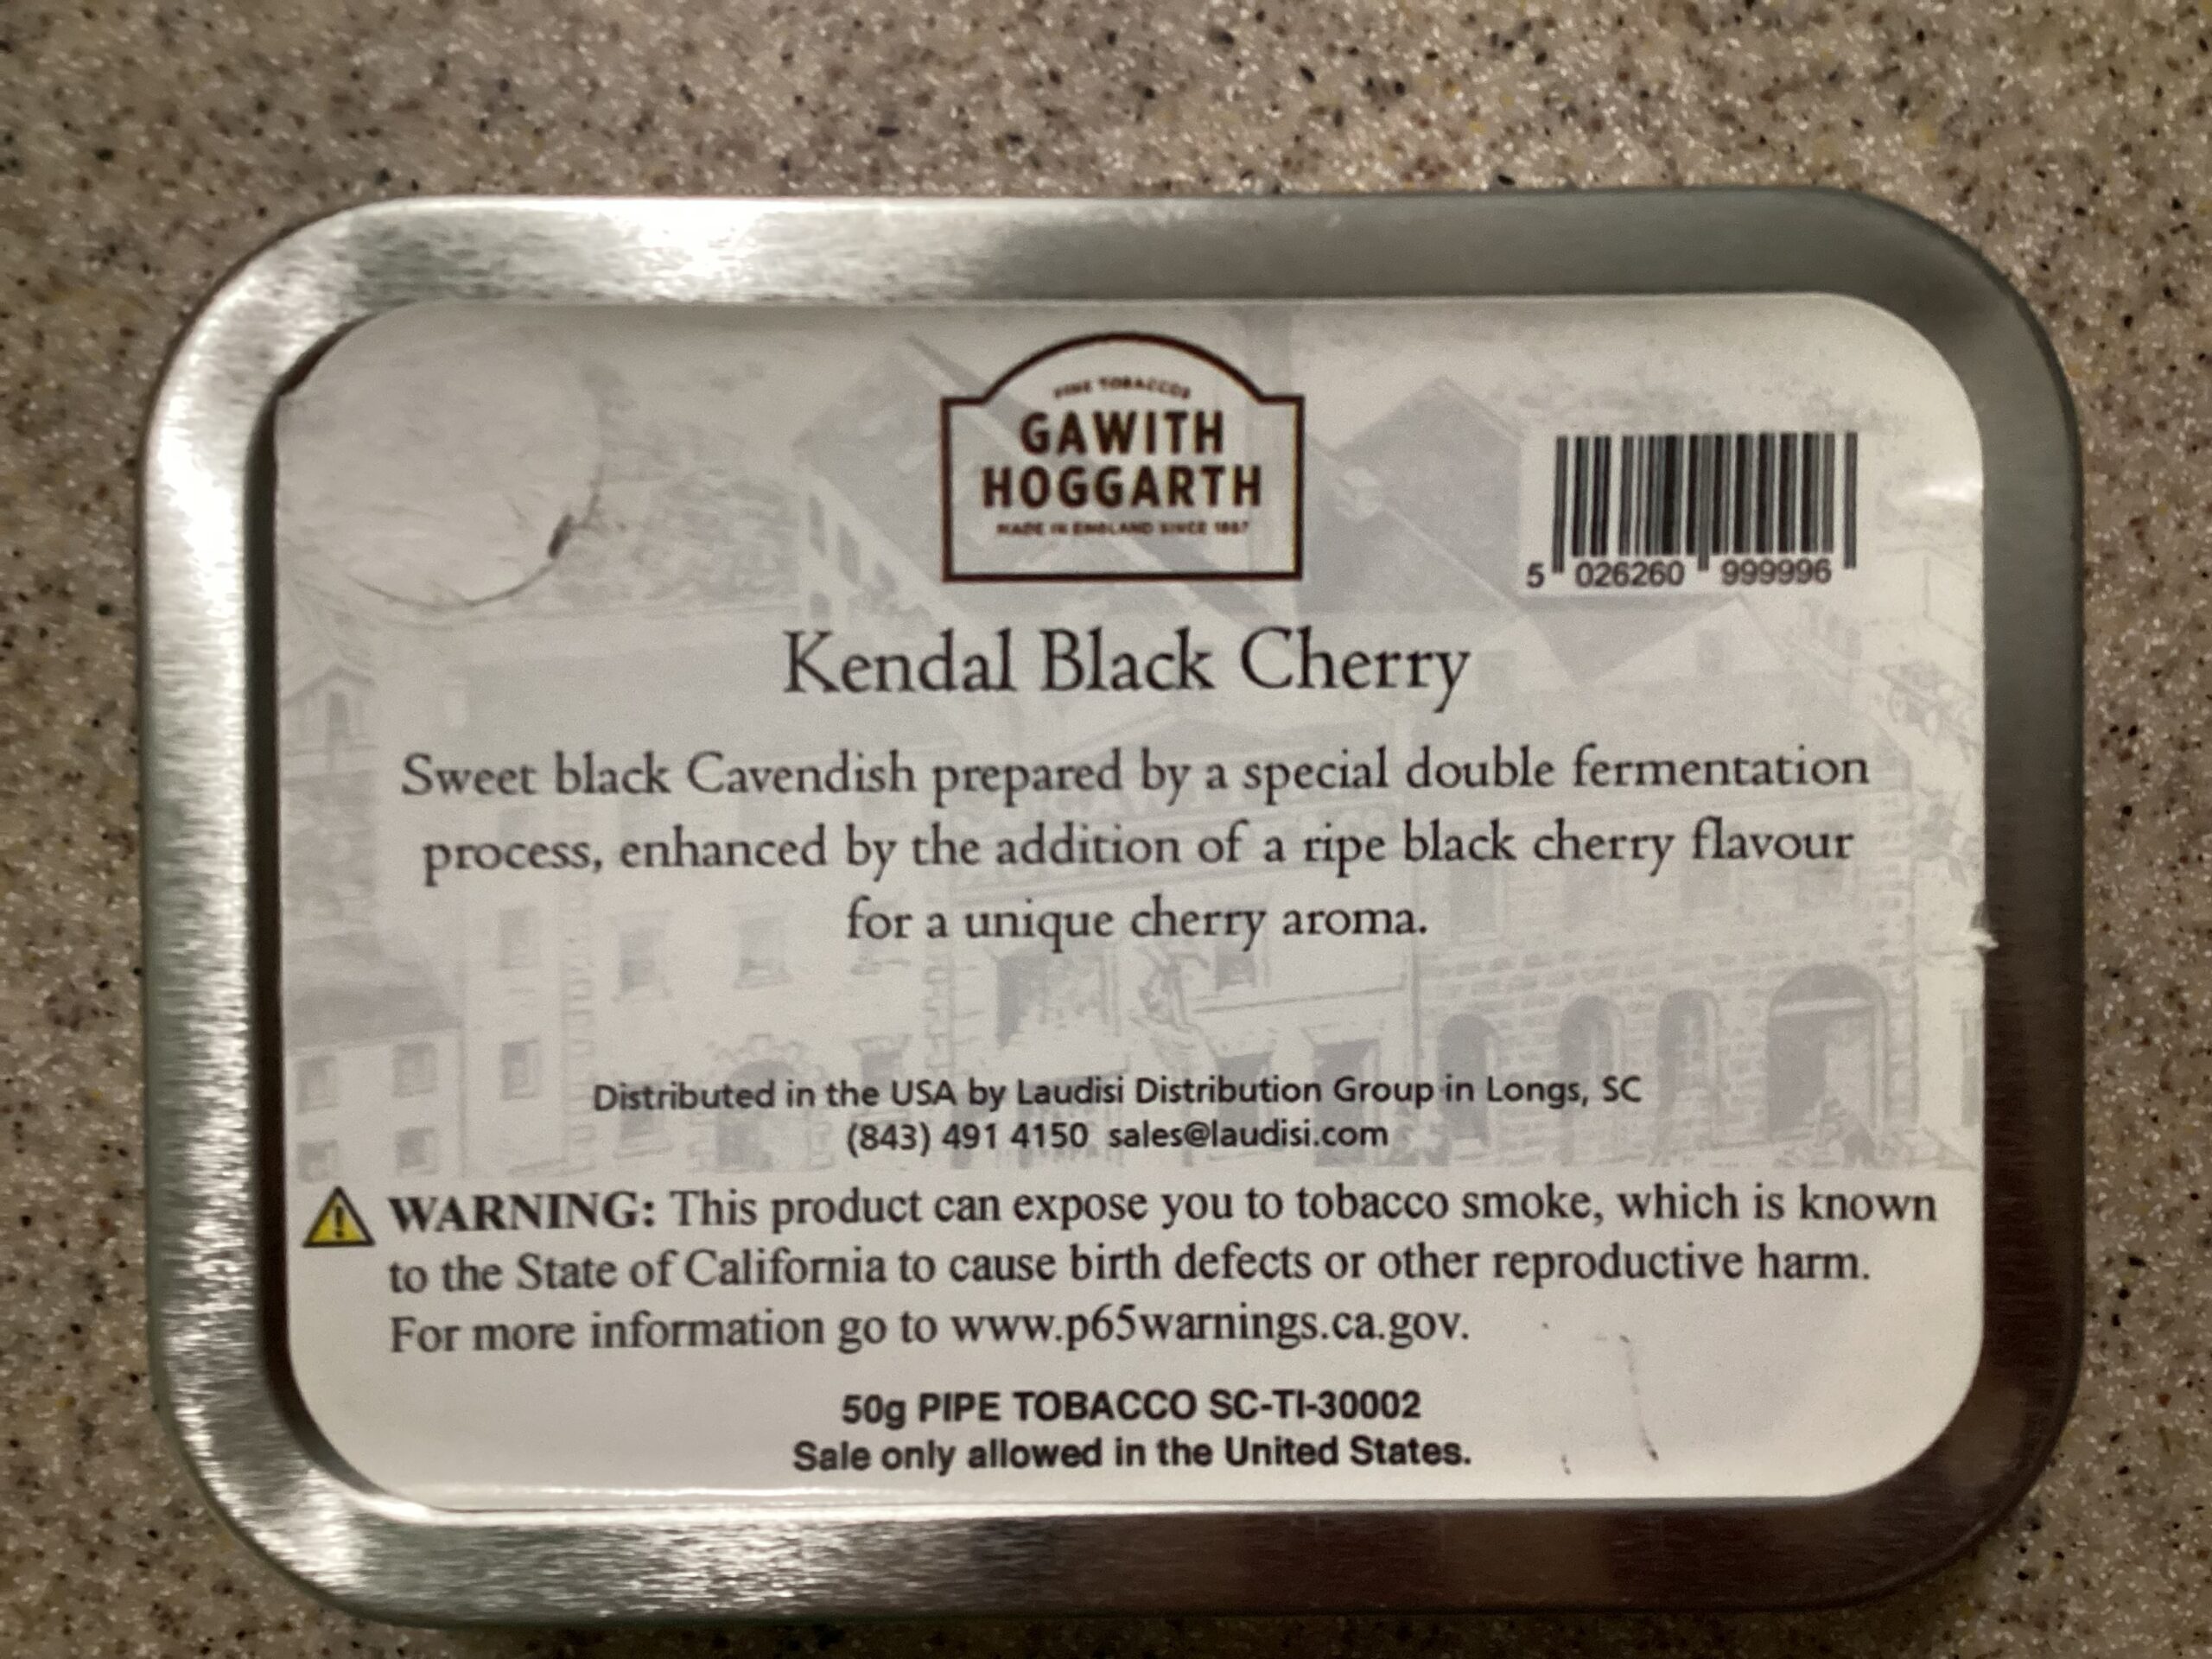 FINE TOBACCOS
GAWITH
HOGGARTH
MADE IN ENGLAND SINCE 1887
5 026260 999996
Kendal Black Cherry
Sweet black Cavendish prepared by a special double fermentation
process, enhanced by the addition of a ripe black cherry flavour
for a unique cherry aroma.
Distributed in the USA by Laudisi Distribution Group in Longs, SC
(843) 491 4150 sales@laudisi.com
WARNING: This product can expose you to tobacco smoke, which is known
to the State of California to cause birth defects or other reproductive harm.
For more information go to www.p65warnings.ca.gov.
50g PIPE TOBACCO SC-TI-30002
Sale only allowed in the United States.